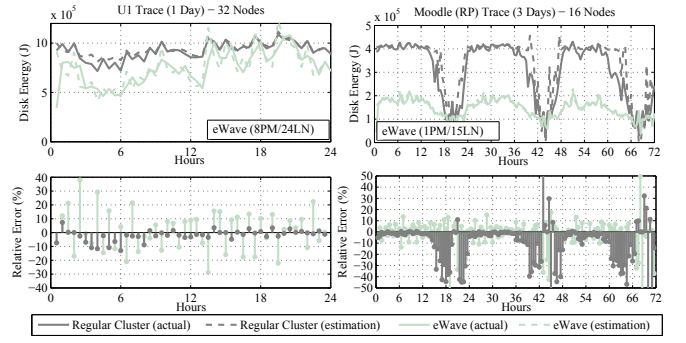 U1 Trace (1 Day) – 32 Nodes
x 10⁵
Disk Energy (J)
10
5
0
eWave (8PM/24LN)
0 6 12 18 24
Hours
Moodle (RP) Trace (3 Days) – 16 Nodes
x 10⁵
Disk Energy (J)
5
4
3
2
1
0
eWave (1PM/15LN)
0 6 12 18 24 30 36 42 48 54 60 66 72
Hours
Relative Error (%)
40
30
20
10
0
−10
−20
−30
−40
0 6 12 18 24
Hours
Relative Error (%)
50
40
30
20
10
0
−10
−20
−30
−40
−50
0 6 12 18 24 30 36 42 48 54 60 66 72
Hours
Regular Cluster (actual) Regular Cluster (estimation) eWave (actual) eWave (estimation)